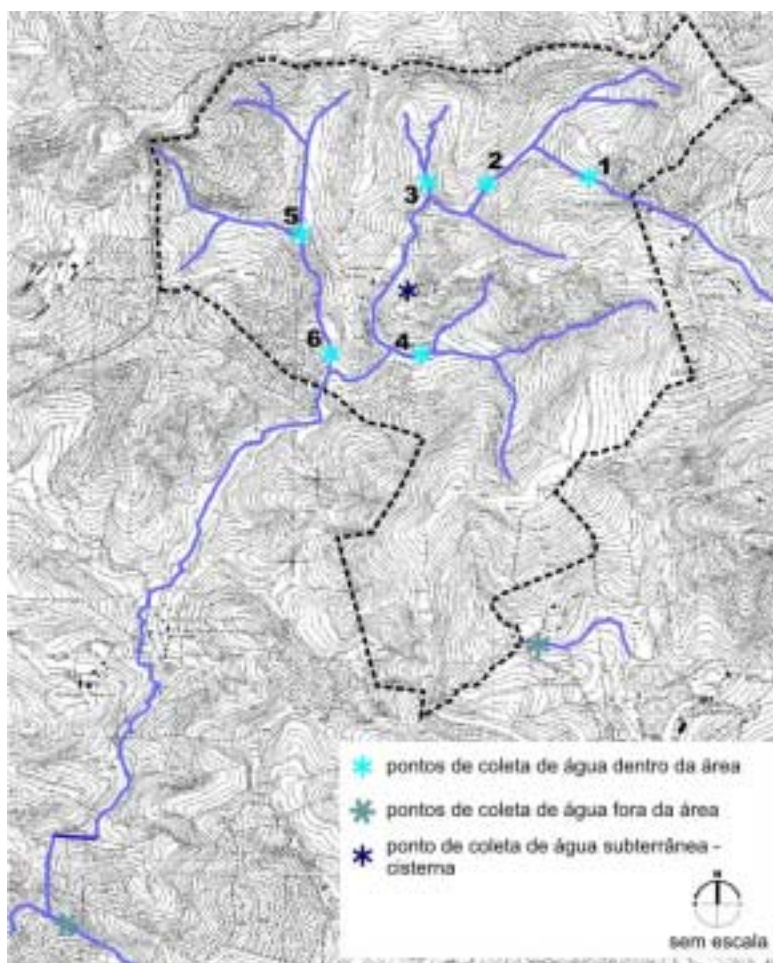 1
2
3
5
6
4
pontos de coleta de água dentro da área
pontos de coleta de água fora da área
ponto de coleta de água subterrânea -
cisterna
N
sem escala